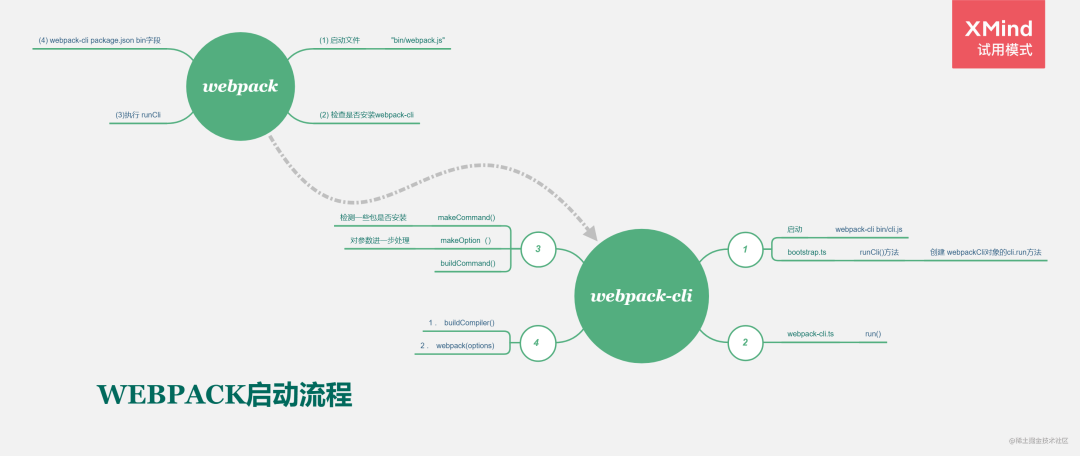 XMind
试用模式
webpack
(1) 启动文件 "bin/webpack.js"
(2) 检查是否安装webpack-cli
(3)执行 runCli
(4) webpack-cli package.json bin字段
webpack-cli
1
启动 webpack-cli bin/cli.js
bootstrap.ts runCli()方法 创建 webpackCli对象的cli.run方法
2
webpack-cli.ts run()
3
检测一些包是否安装 makeCommand()
对参数进一步处理 makeOption（）
buildCommand()
4
1 . buildCompiler()
2 . webpack(options)
WEBPACK启动流程
@稀土掘金技术社区